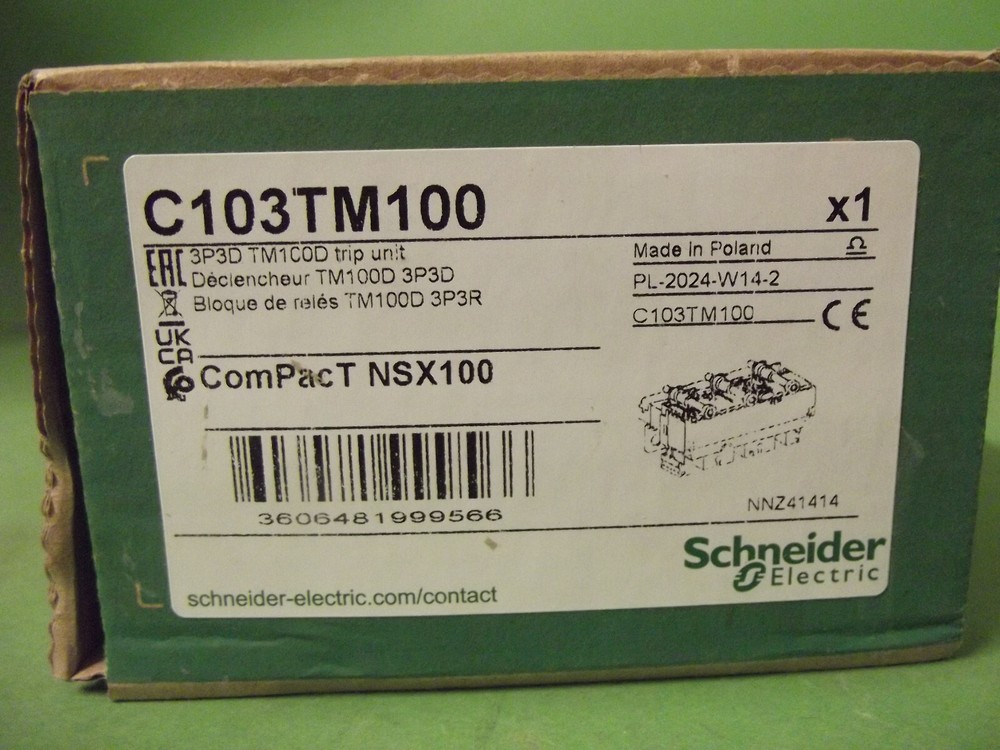 C103TM100
x1
EAC
3P3D TM100D trip unit
Déclencheur TM100D 3P3D
Bloque de relés TM100D 3P3R
Made in Poland
PL-2024-W14-2
C103TM100
CE
UK
CA
ComPacT NSX100
3606481999566
NNZ41414
Schneider
Electric
schneider-electric.com/contact